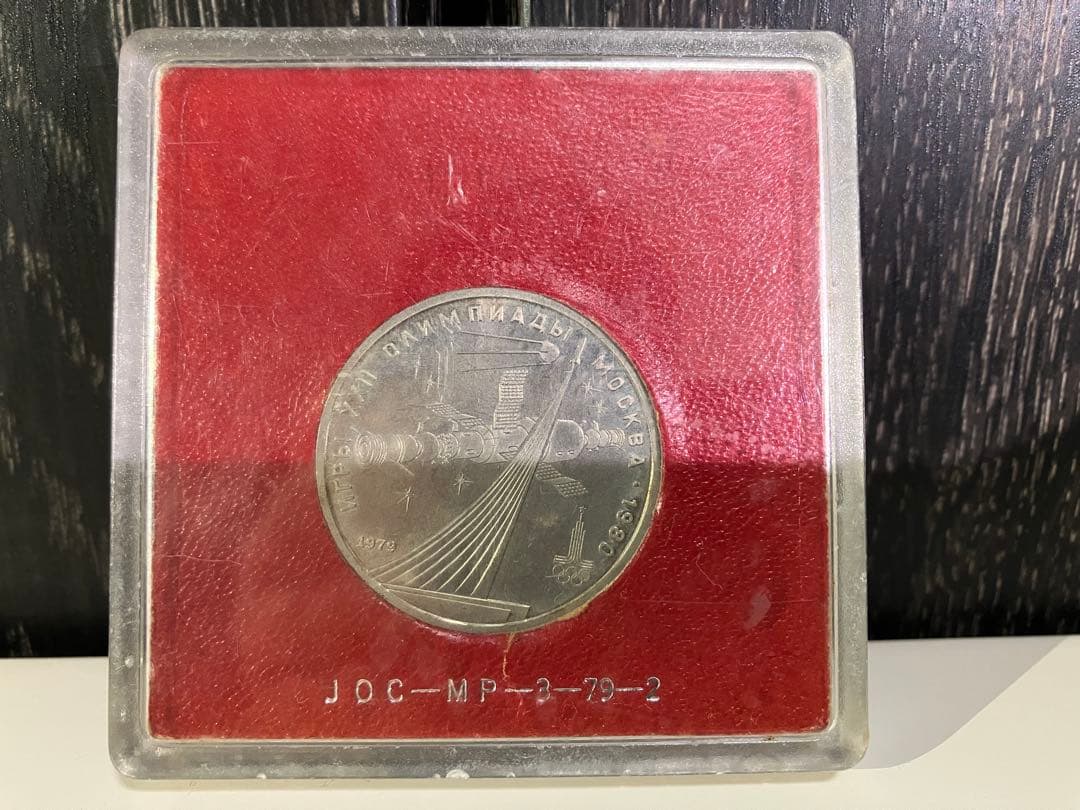 ИГРЫ XXII ОЛИМПИАДЫ МОСКВА · 1980
1979
JOC—MP—3—79—2